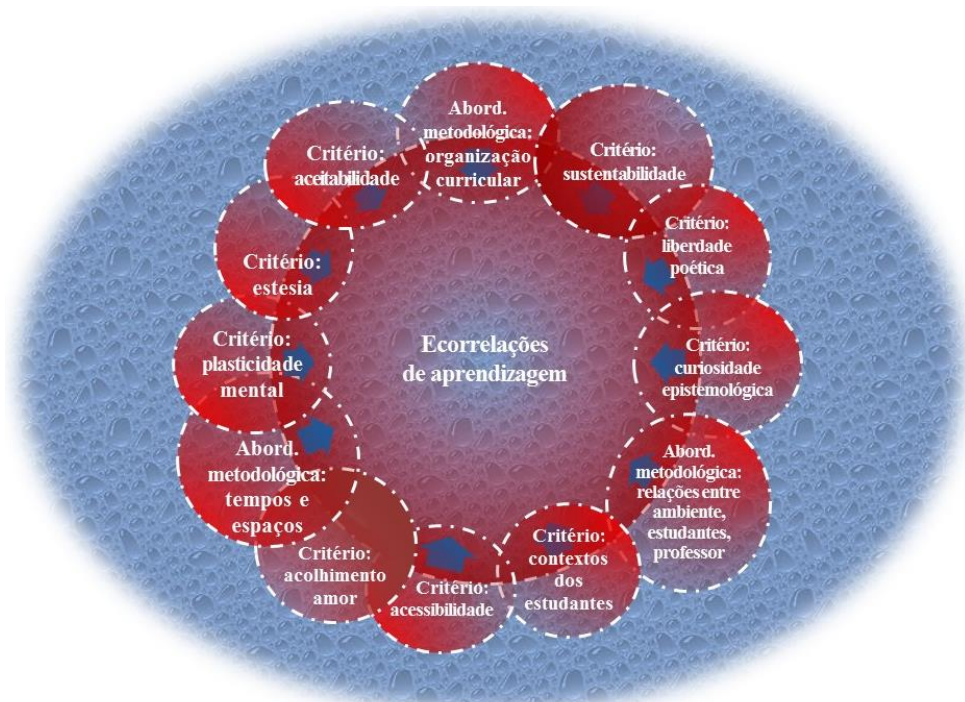 Abord.
metodológica:
organização
curricular
Critério:
sustentabilidade
Critério:
liberdade
poética
Critério:
curiosidade
epistemológica
Abord.
metodológica:
relações entre
ambiente,
estudantes,
professor
Critério:
contextos
dos
estudantes
Critério:
acessibilidade
Critério:
acolhimento
amor
Abord.
metodológica:
tempos e
espaços
Critério:
plasticidade
mental
Critério:
estesia
Critério:
aceitabilidade
Ecorrelações
de aprendizagem